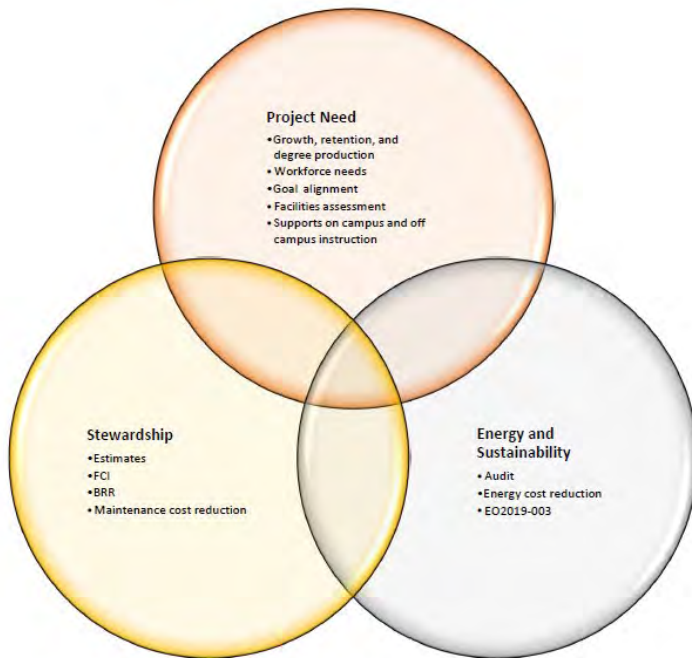 Project Need
•Growth, retention, and
degree production
•Workforce needs
•Goal alignment
•Facilities assessment
•Supports on campus and off
campus instruction
Stewardship
•Estimates
•FCI
•BRR
•Maintenance cost reduction
Energy and
Sustainability
•Audit
•Energy cost reduction
•EO2019-003